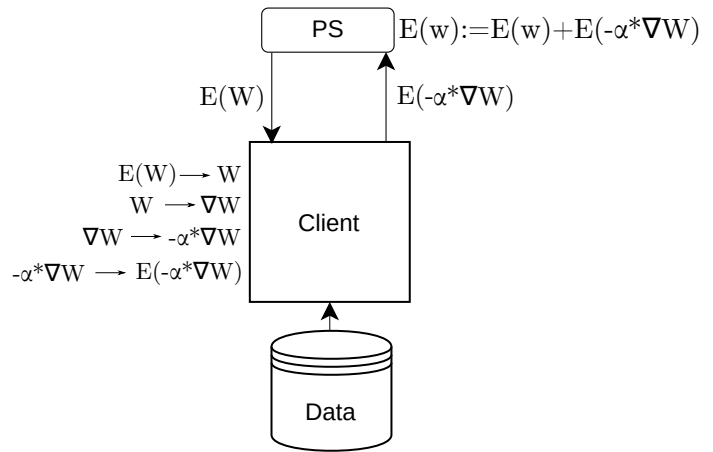 PS
E(w):=E(w)+E(-α*∇W)
E(W)
E(-α*∇W)
E(W) → W
W → ∇W
∇W → -α*∇W
-α*∇W → E(-α*∇W)
Client
Data